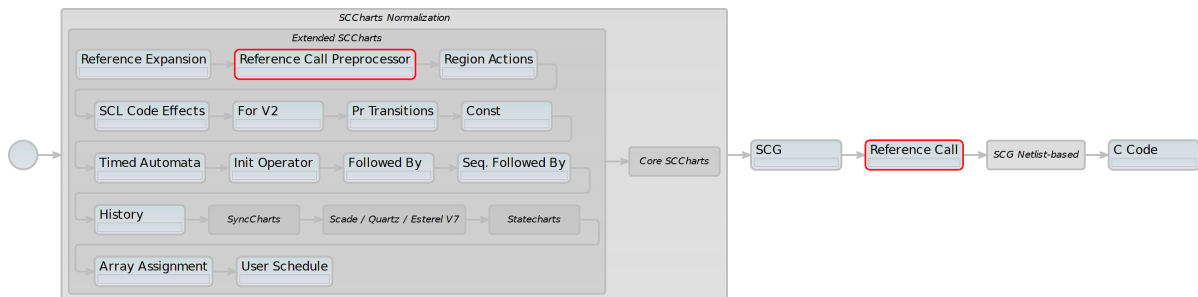 SCCharts Normalization
Extended SCCharts
Reference Expansion
Reference Call Preprocessor
Region Actions
SCL Code Effects
For V2
Pr Transitions
Const
Timed Automata
Init Operator
Followed By
Seq. Followed By
History
SyncCharts
Scade / Quartz / Esterel V7
Statecharts
Array Assignment
User Schedule
Core SCCharts
SCG
Reference Call
SCG Netlist-based
C Code